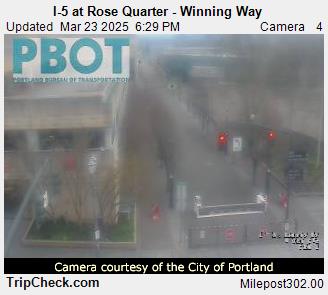 I-5 at Rose Quarter - Winning Way
Updated Mar 23 2025 6:29 PM Camera 4
PBOT
PORTLAND BUREAU OF TRANSPORTATION
Camera courtesy of the City of Portland
TripCheck.com Milepost302.00